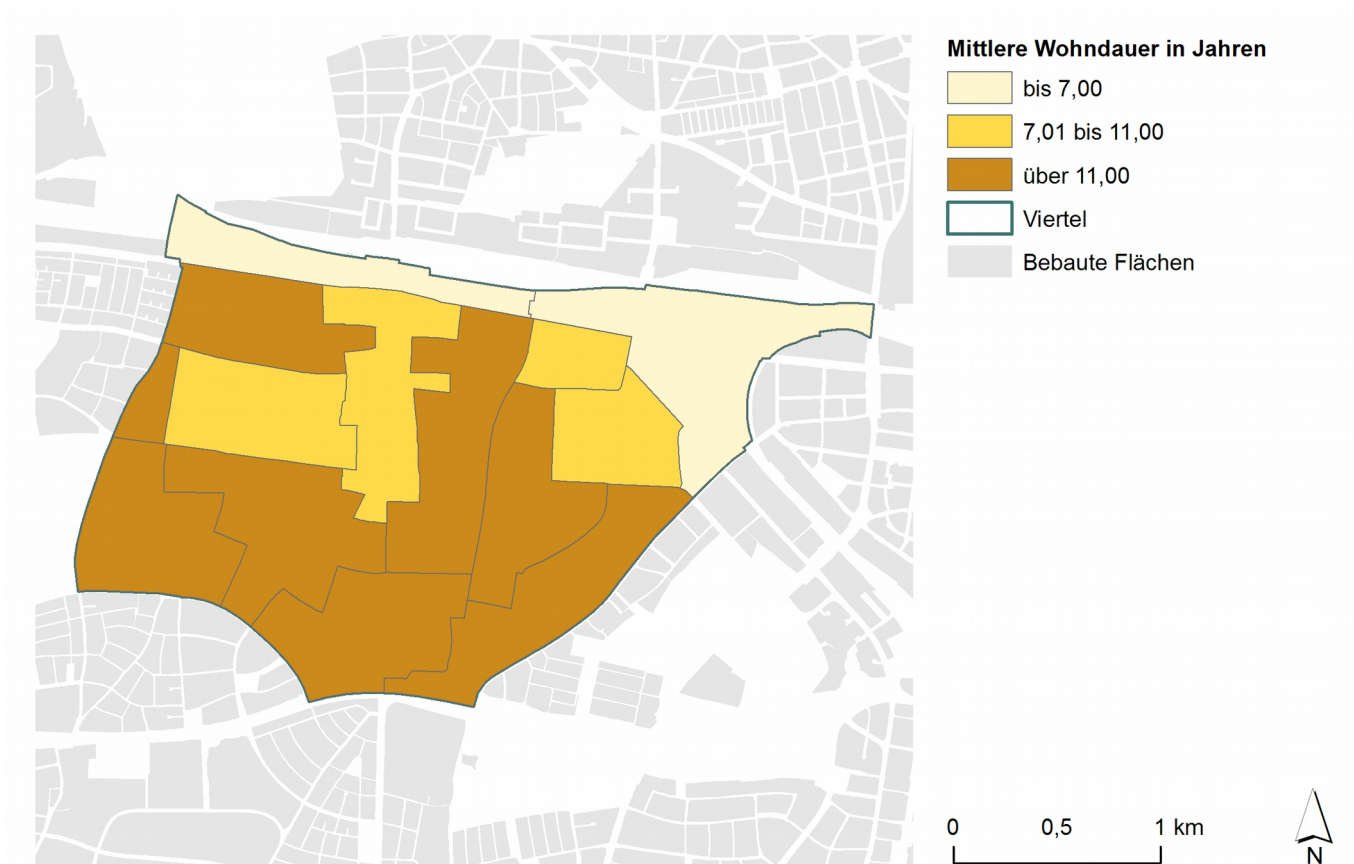 Mittlere Wohndauer in Jahren
bis 7,00
7,01 bis 11,00
über 11,00
Viertel
Bebaute Flächen
0 0,5 1 km
N